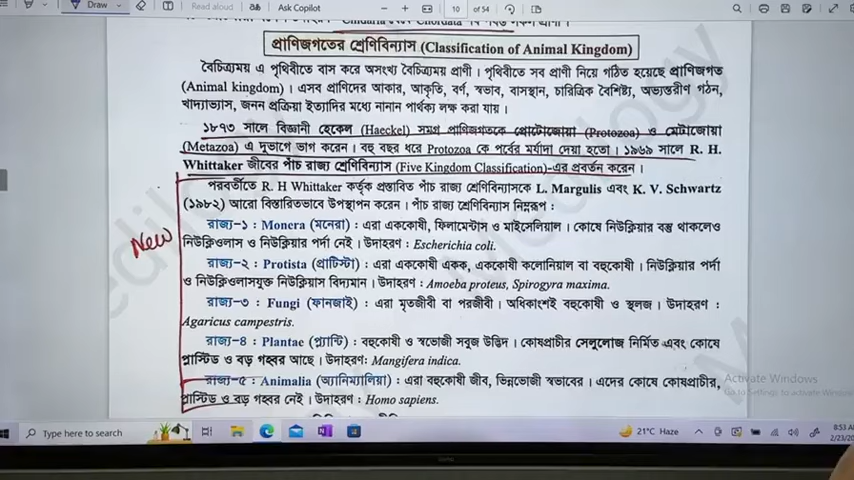 Draw
Read aloud
Ask Copilot
10
of 54
Chordata
প্রাণিজগতের শ্রেণিবিন্যাস (Classification of Animal Kingdom)
বৈচিত্র্যময় এ পৃথিবীতে বাস করে অসংখ্য বৈচিত্র্যময় প্রাণী। পৃথিবীতে সব প্রাণী নিয়ে গঠিত হয়েছে প্রাণিজগত
(Animal kingdom)। এসব প্রাণিদের আকার, আকৃতি, বর্ণ, স্বভাব, বাসস্থান, চারিত্রিক বৈশিষ্ট্য, অভ্যন্তরীণ গঠন,
খাদ্যাভ্যাস, জনন প্রক্রিয়া ইত্যাদির মধ্যে নানান পার্থক্য লক্ষ করা যায়।
১৮৭৩ সালে বিজ্ঞানী হেকেল (Haeckel) সমগ্র প্রাণিজগতকে প্রোটোজোয়া (Protozoa) ও মেটাজোয়া
(Metazoa) এ দুভাগে ভাগ করেন। বহু বছর ধরে Protozoa কে পর্বের মর্যাদা দেয়া হতো। ১৯৬৯ সালে R. H.
Whittaker জীবের পাঁচ রাজ্য শ্রেণিবিন্যাস (Five Kingdom Classification)-এর প্রবর্তন করেন।
পরবর্তীতে R. H Whittaker কর্তৃক প্রস্তাবিত পাঁচ রাজ্য শ্রেণিবিন্যাসকে L. Margulis এবং K. V. Schwartz
(১৯৮২) আরো বিস্তারিতভাবে উপস্থাপন করেন। পাঁচ রাজ্য শ্রেণিবিন্যাস নিম্নরূপ :
রাজ্য-১ : Monera (মনেরা) : এরা এককোষী, ফিলামেন্টাস ও মাইসেলিয়াল। কোষে নিউক্লিয়ার বস্তু থাকলেও
New
নিউক্লিওলাস ও নিউক্লিয়ার পর্দা নেই। উদাহরণ : Escherichia coli.
রাজ্য-২ : Protista (প্রোটিস্টা) : এরা এককোষী একক, এককোষী কলোনিয়াল বা বহুকোষী। নিউক্লিয়ার পর্দা
ও নিউক্লিওলাসযুক্ত নিউক্লিয়াস বিদ্যমান। উদাহরণ : Amoeba proteus, Spirogyra maxima.
রাজ্য-৩ : Fungi (ফানজাই) : এরা মৃতজীবী বা পরজীবী। অধিকাংশই বহুকোষী ও স্থলজ। উদাহরণ :
Agaricus campestris.
রাজ্য-৪ : Plantae (প্ল্যান্টি) : বহুকোষী ও স্বভোজী সবুজ উদ্ভিদ। কোষপ্রাচীর সেলুলোজ নির্মিত এবং কোষে
প্লাস্টিড ও বড় গহ্বর আছে। উদাহরণ: Mangifera indica.
রাজ্য-৫ : Animalia (অ্যানিম্যালিয়া) : এরা বহুকোষী জীব, ভিন্নভোজী স্বভাবের। এদের কোষে কোষপ্রাচীর,
প্লাস্টিড ও বড় গহ্বর নেই। উদাহরণ : Homo sapiens.
Activate Windows
Go to Settings to activate Windows
Type here to search
21°C Haze
8:53 A
2/23/20